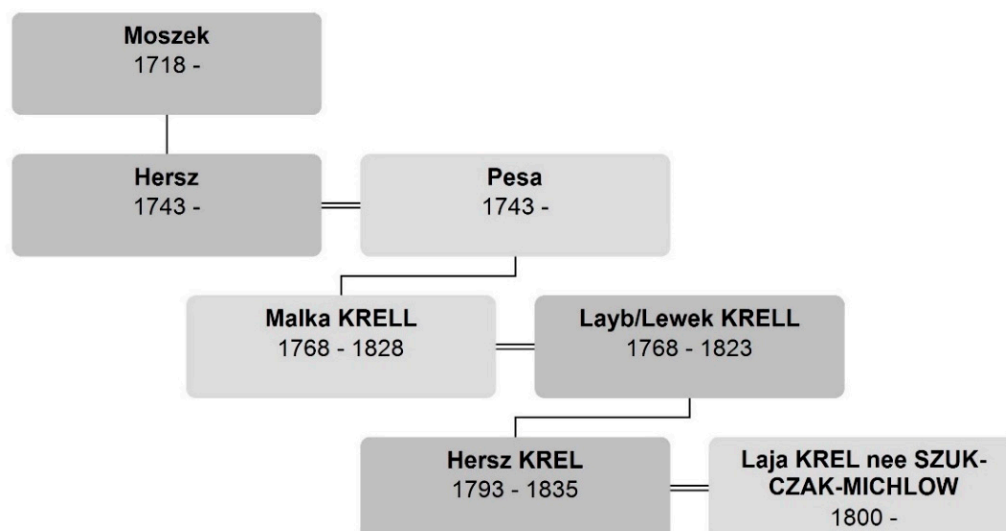 Moszek
1718 -
Hersz
1743 -
Pesa
1743 -
Malka KRELL
1768 - 1828
Layb/Lewek KRELL
1768 - 1823
Hersz KREL
1793 - 1835
Laja KREL nee SZUK-
CZAK-MICHLOW
1800 -